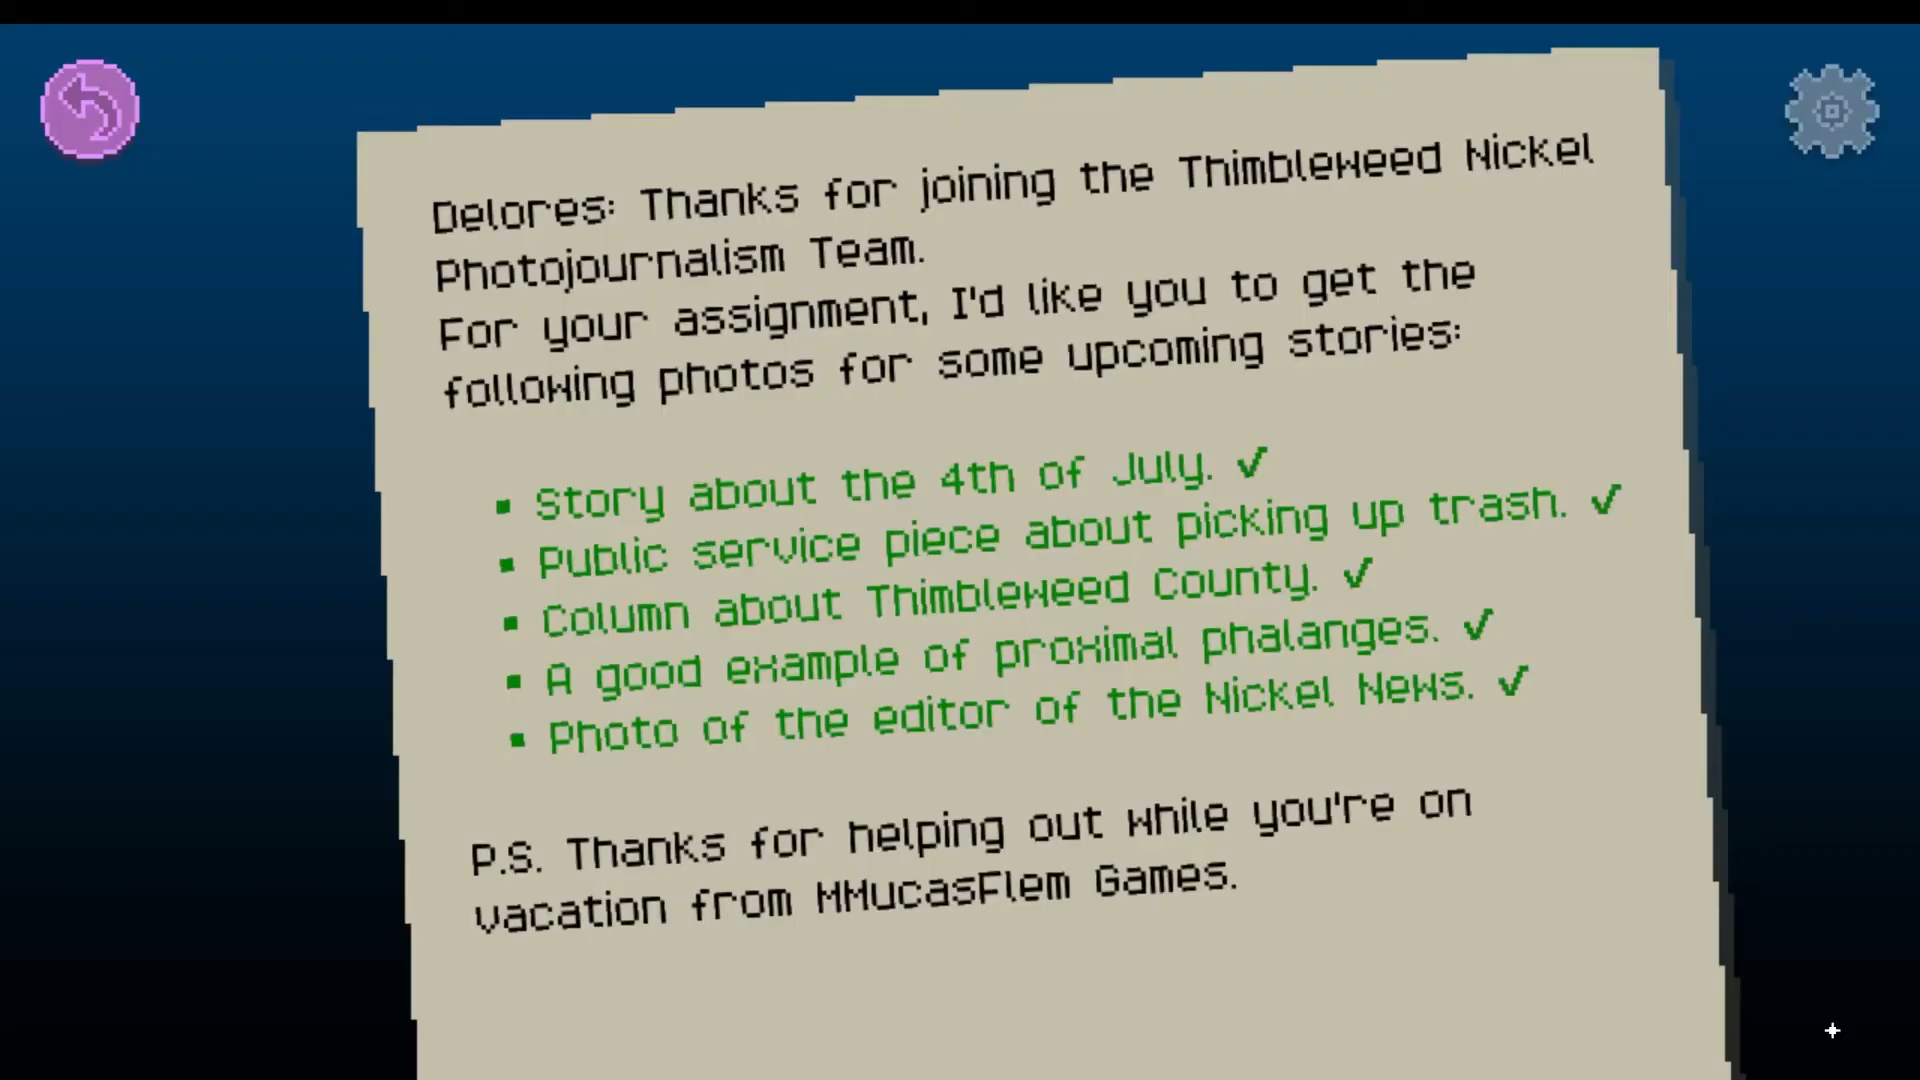 Delores: Thanks for joining the Thimbleweed Nickel
Photojournalism Team.
For your assignment, I'd like you to get the
following photos for some upcoming stories:
▪ Story about the 4th of July. ✓
▪ Public service piece about picking up trash. ✓
▪ Column about Thimbleweed County. ✓
▪ A good example of proximal phalanges. ✓
▪ Photo of the editor of the Nickel News. ✓
P.S. Thanks for helping out while you're on
vacation from MMucasFlem Games.